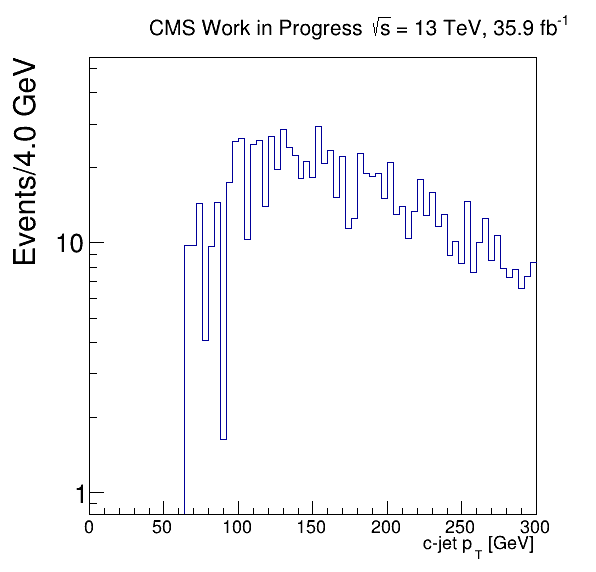 CMS Work in Progress √s = 13 TeV, 35.9 fb⁻¹
Events/4.0 GeV
10
1
0 50 100 150 200 250 300
c-jet p_T [GeV]